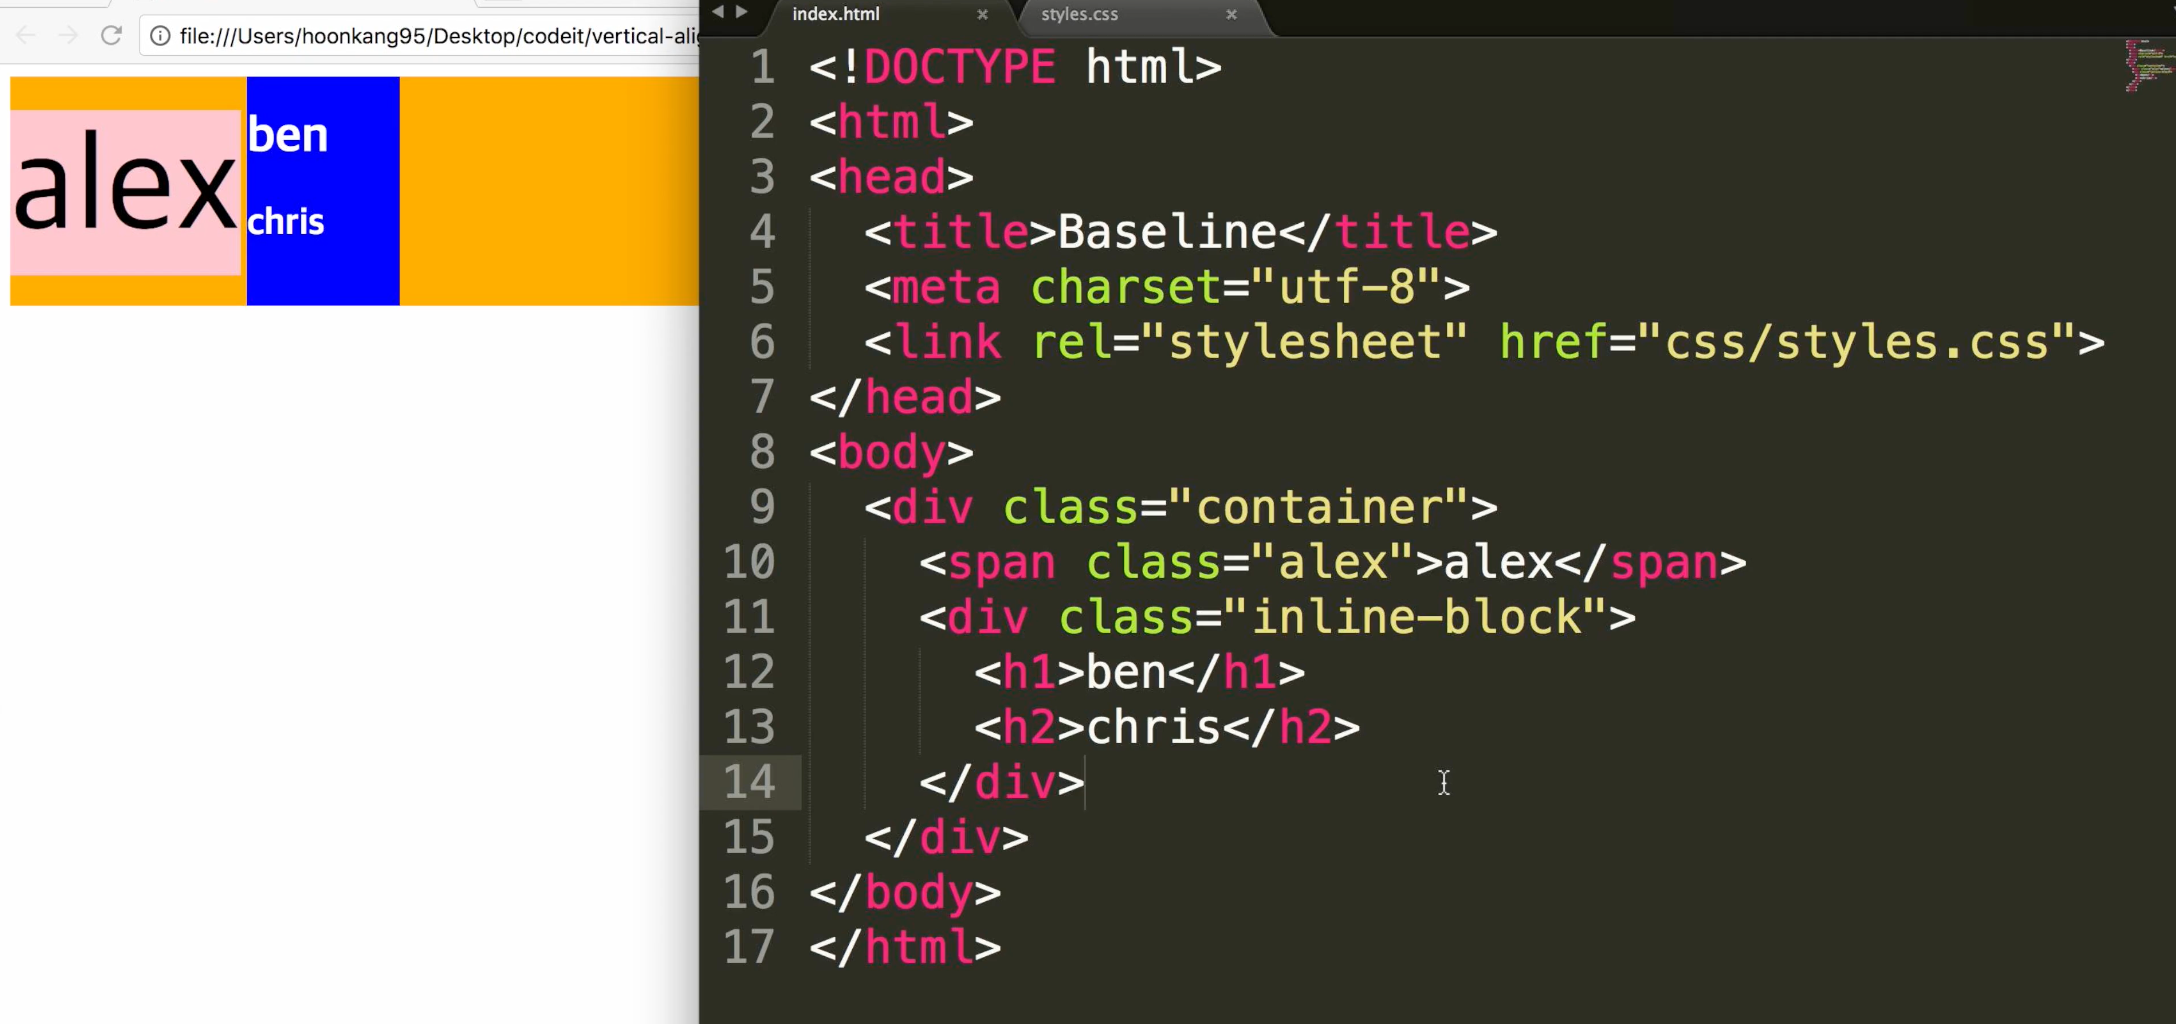 file:///Users/hoonkang95/Desktop/codeit/vertical-ali
alex
ben
chris
index.html
styles.css
1 <!DOCTYPE html>
2 <html>
3 <head>
4 <title>Baseline</title>
5 <meta charset="utf-8">
6 <link rel="stylesheet" href="css/styles.css">
7 </head>
8 <body>
9 <div class="container">
10 <span class="alex">alex</span>
11 <div class="inline-block">
12 <h1>ben</h1>
13 <h2>chris</h2>
14 </div>
15 </div>
16 </body>
17 </html>